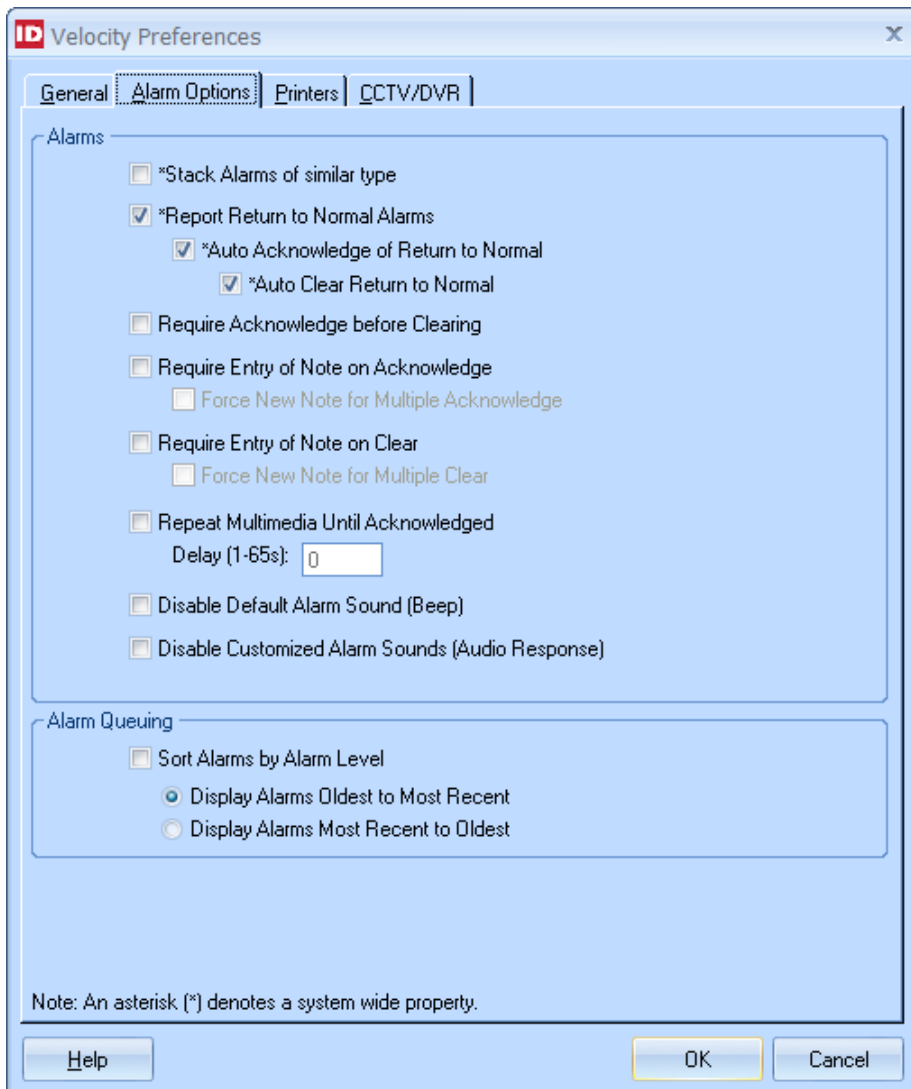 ID Velocity Preferences x
General Alarm Options Printers CCTV/DVR
Alarms
*Stack Alarms of similar type
*Report Return to Normal Alarms
*Auto Acknowledge of Return to Normal
*Auto Clear Return to Normal
Require Acknowledge before Clearing
Require Entry of Note on Acknowledge
Force New Note for Multiple Acknowledge
Require Entry of Note on Clear
Force New Note for Multiple Clear
Repeat Multimedia Until Acknowledged
Delay (1-65s): 0
Disable Default Alarm Sound (Beep)
Disable Customized Alarm Sounds (Audio Response)
Alarm Queuing
Sort Alarms by Alarm Level
Display Alarms Oldest to Most Recent
Display Alarms Most Recent to Oldest
Note: An asterisk (*) denotes a system wide property.
Help OK Cancel